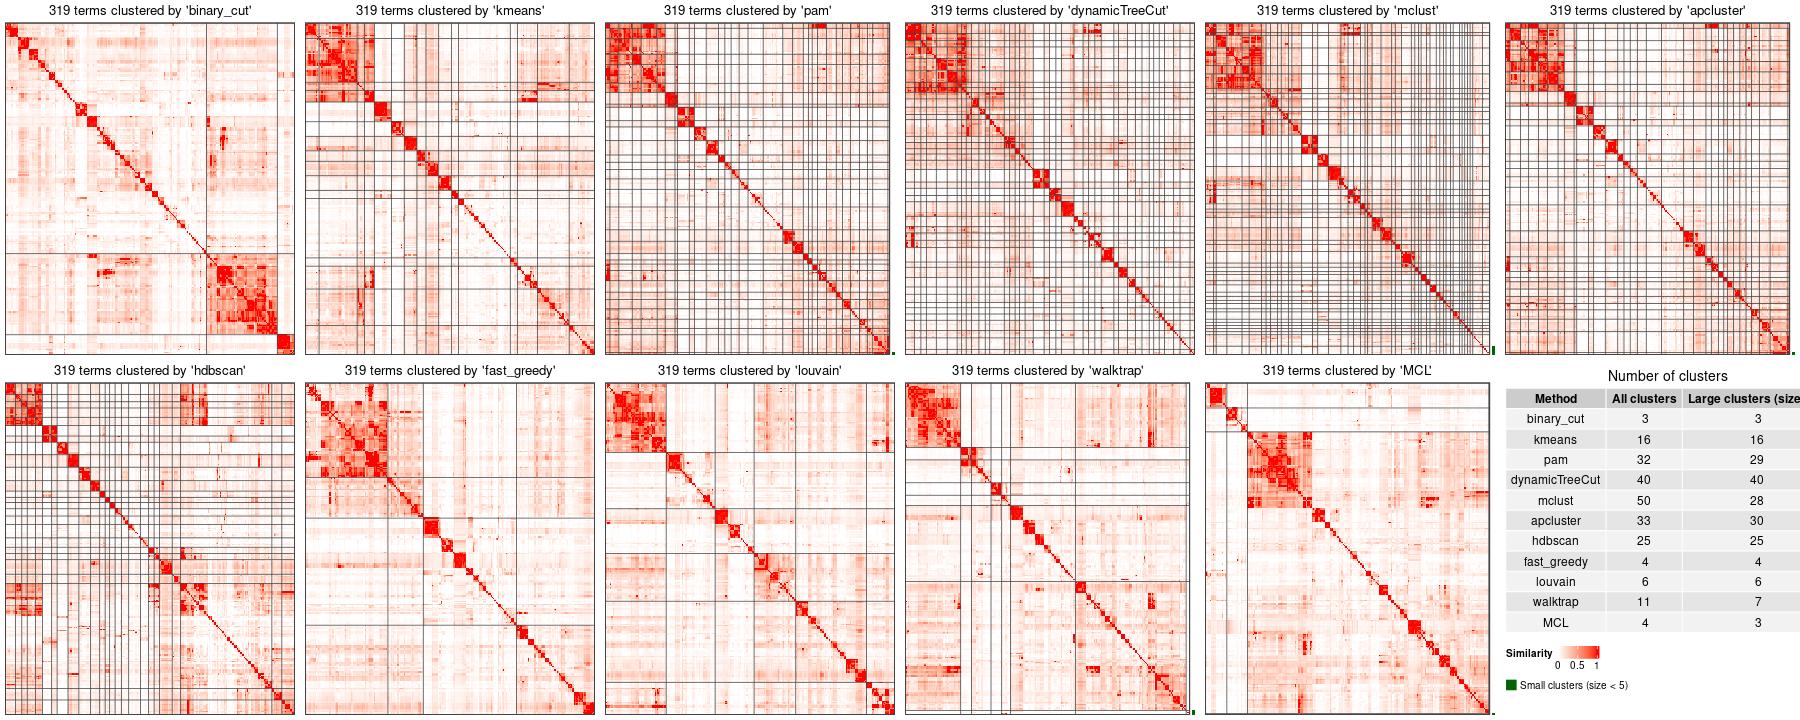 319 terms clustered by 'binary_cut'
319 terms clustered by 'kmeans'
319 terms clustered by 'pam'
319 terms clustered by 'dynamicTreeCut'
319 terms clustered by 'mclust'
319 terms clustered by 'apcluster'
319 terms clustered by 'hdbscan'
319 terms clustered by 'fast_greedy'
319 terms clustered by 'louvain'
319 terms clustered by 'walktrap'
319 terms clustered by 'MCL'
Number of clusters
Method All clusters Large clusters (size
binary_cut 3 3
kmeans 16 16
pam 32 29
dynamicTreeCut 40 40
mclust 50 28
apcluster 33 30
hdbscan 25 25
fast_greedy 4 4
louvain 6 6
walktrap 11 7
MCL 4 3
Similarity
0 0.5 1
Small clusters (size < 5)